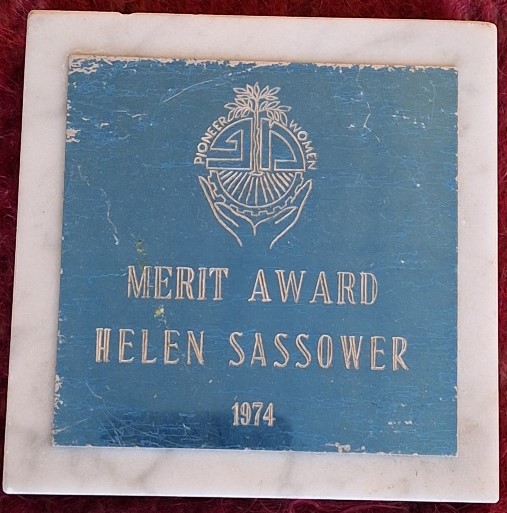 PIONEER WOMEN
MERIT AWARD
HELEN SASSOWER
1974